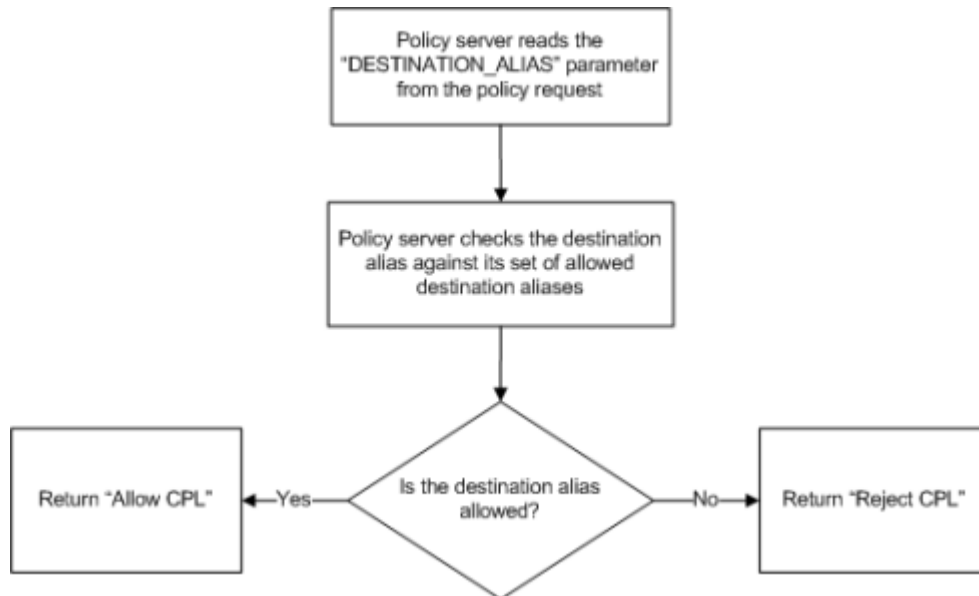 Policy server reads the
“DESTINATION_ALIAS” parameter
from the policy request
Policy server checks the destination
alias against its set of allowed
destination aliases
Is the destination alias
allowed?
Yes
Return “Allow CPL”
No
Return “Reject CPL”